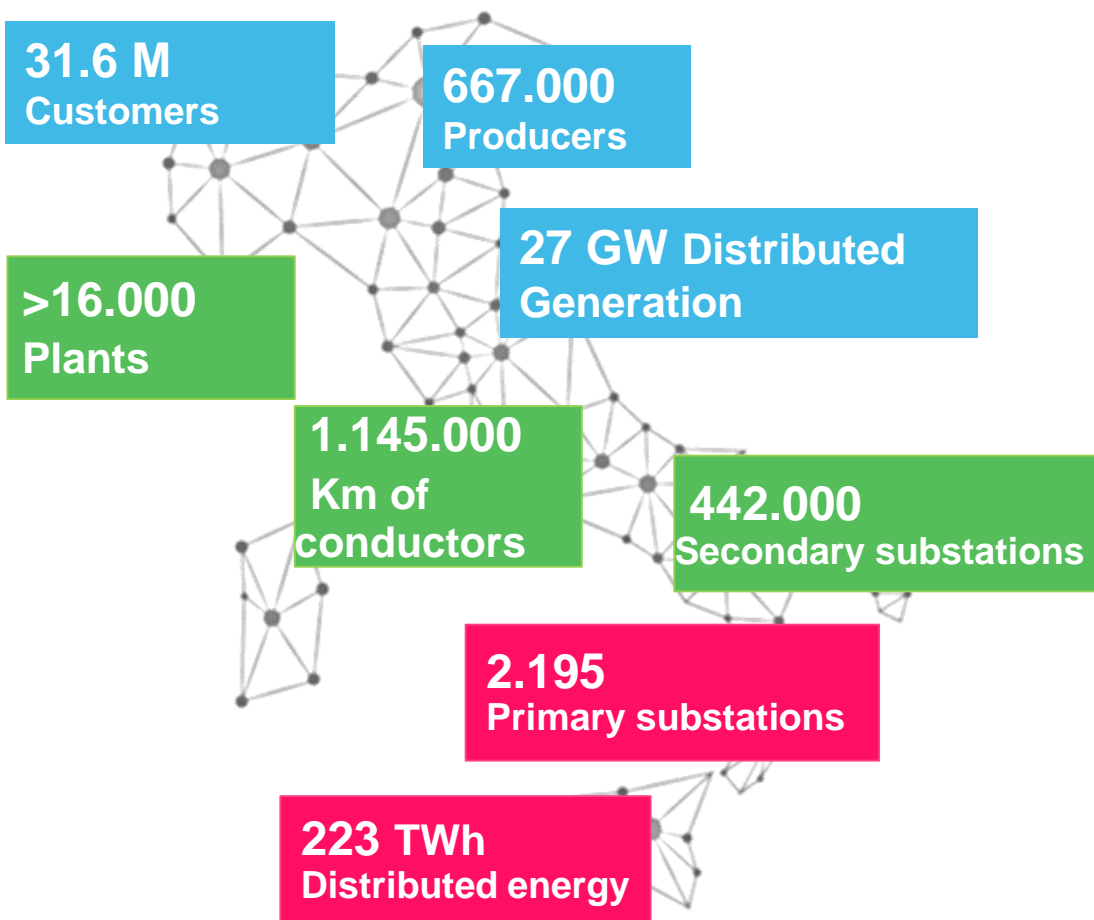 31.6 M
Customers
667.000
Producers
27 GW Distributed
Generation
>16.000
Plants
1.145.000
Km of
conductors
442.000
Secondary substations
2.195
Primary substations
223 TWh
Distributed energy